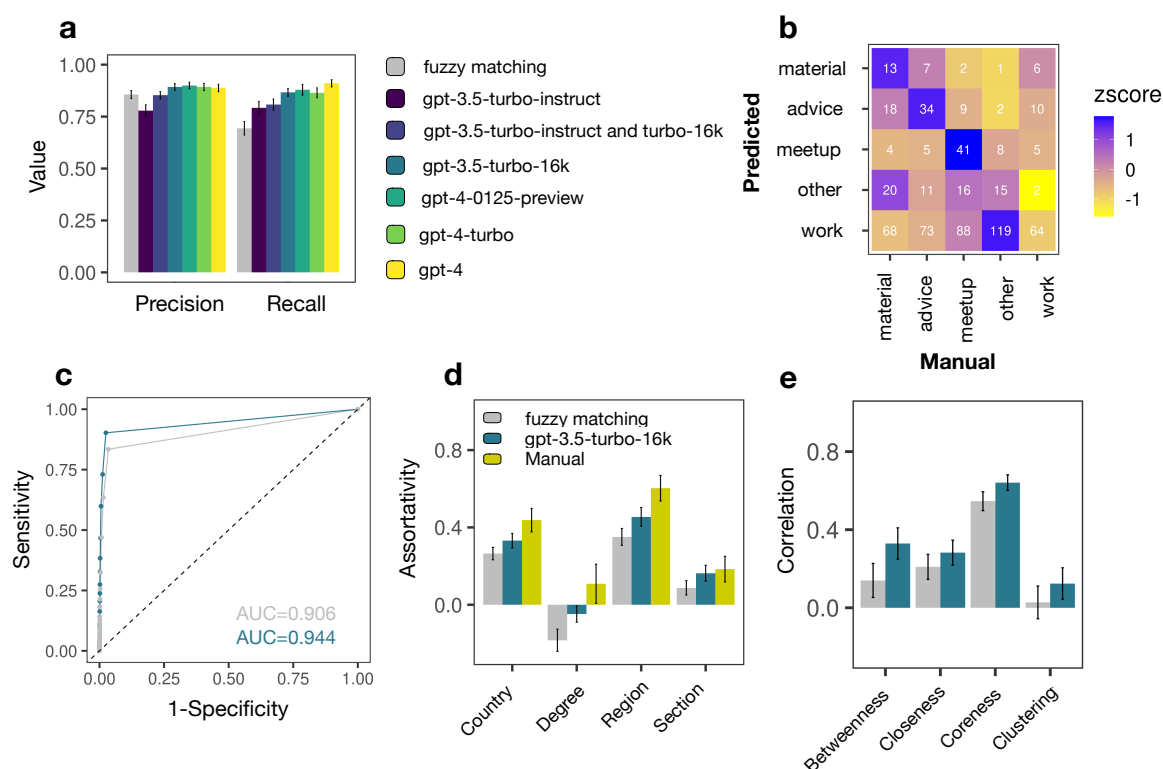 a
1.00
0.75
0.50
0.25
0.00
Value
Precision
Recall
fuzzy matching
gpt-3.5-turbo-instruct
gpt-3.5-turbo-instruct and turbo-16k
gpt-3.5-turbo-16k
gpt-4-0125-preview
gpt-4-turbo
gpt-4
b
Predicted
material 13 7 2 1 6
advice 18 34 9 2 10
meetup 4 5 41 8 5
other 20 11 16 15 2
work 68 73 88 119 64
material advice meetup other work
Manual
zscore
1
0
-1
c
1.00
0.75
0.50
0.25
0.00
Sensitivity
AUC=0.906
AUC=0.944
0.00 0.25 0.50 0.75 1.00
1-Specificity
d
fuzzy matching
gpt-3.5-turbo-16k
Manual
0.8
0.4
0.0
Assortativity
Country Degree Region Section
e
0.8
0.4
0.0
Correlation
Betweenness Closeness Coreness Clustering